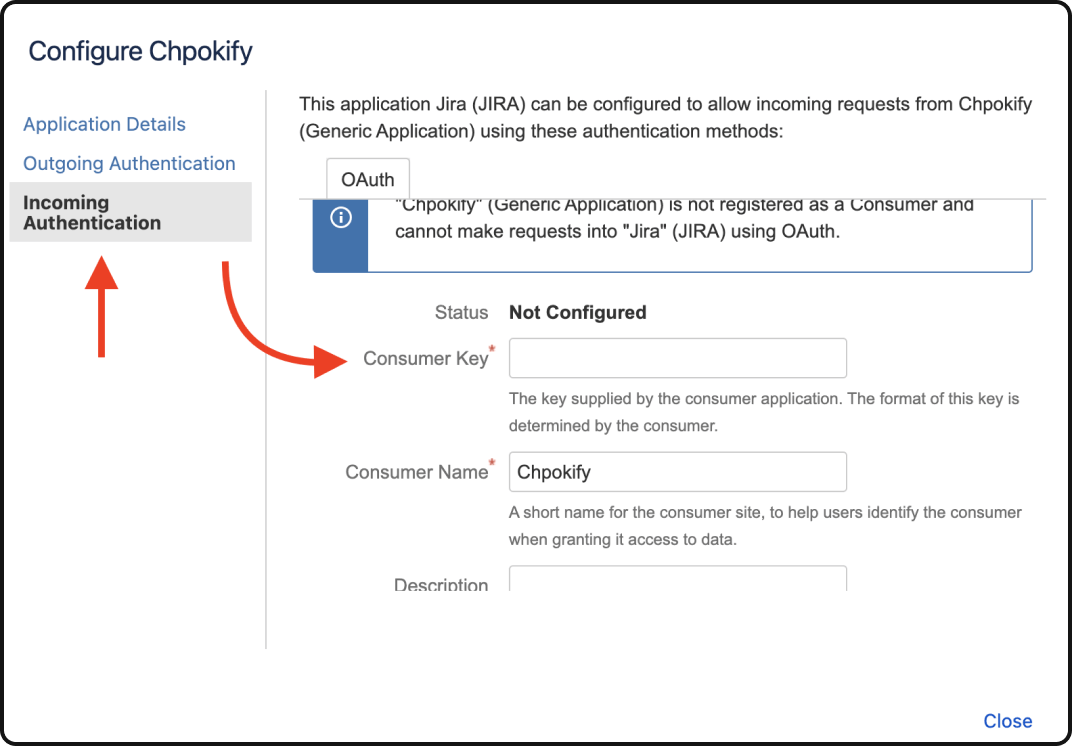 Configure Chpokify
Application Details
Outgoing Authentication
Incoming
Authentication
This application Jira (JIRA) can be configured to allow incoming requests from Chpokify
(Generic Application) using these authentication methods:
OAuth
"Chpokify" (Generic Application) is not registered as a Consumer and
cannot make requests into "Jira" (JIRA) using OAuth.
Status Not Configured
Consumer Key*
The key supplied by the consumer application. The format of this key is
determined by the consumer.
Consumer Name* Chpokify
A short name for the consumer site, to help users identify the consumer
when granting it access to data.
Description
Close